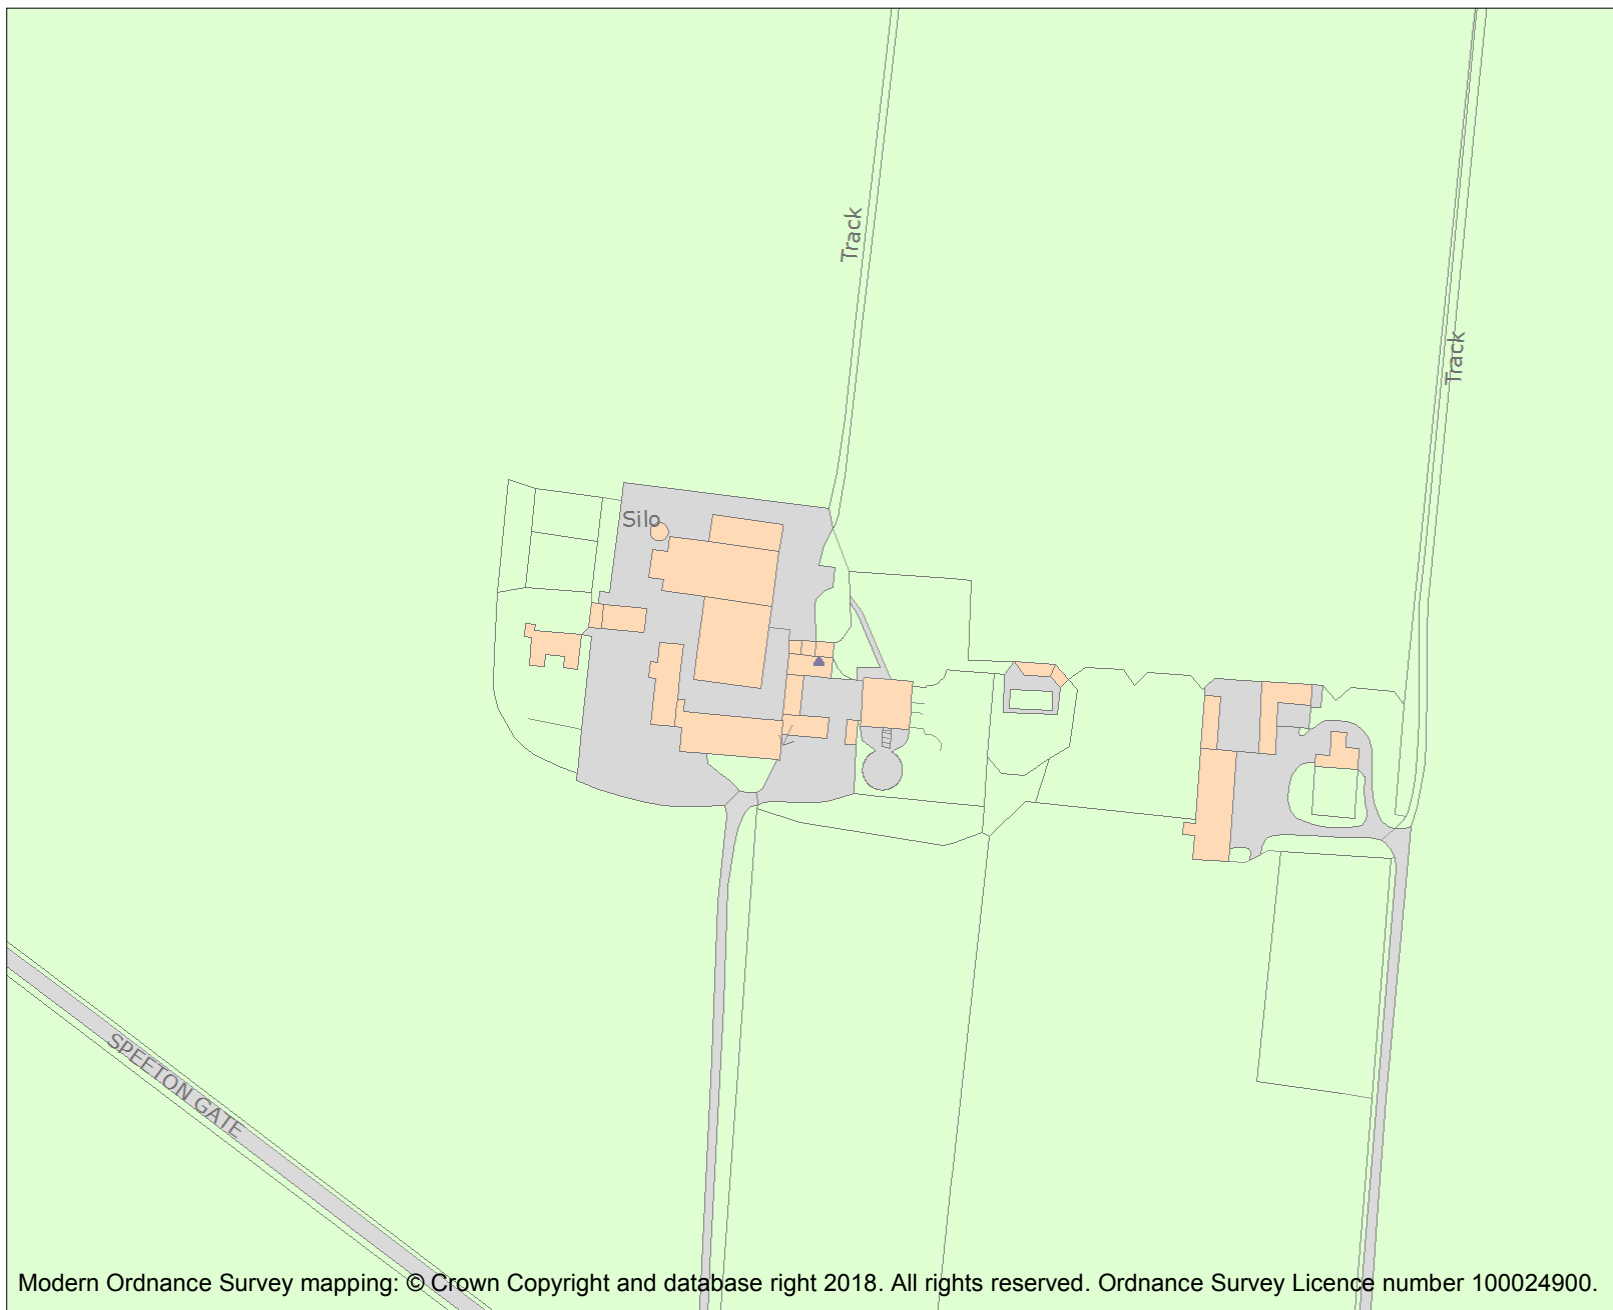 Track
Track
Silo
SPEETON GATE
Modern Ordnance Survey mapping: © Crown Copyright and database right 2018. All rights reserved. Ordnance Survey Licence number 100024900.